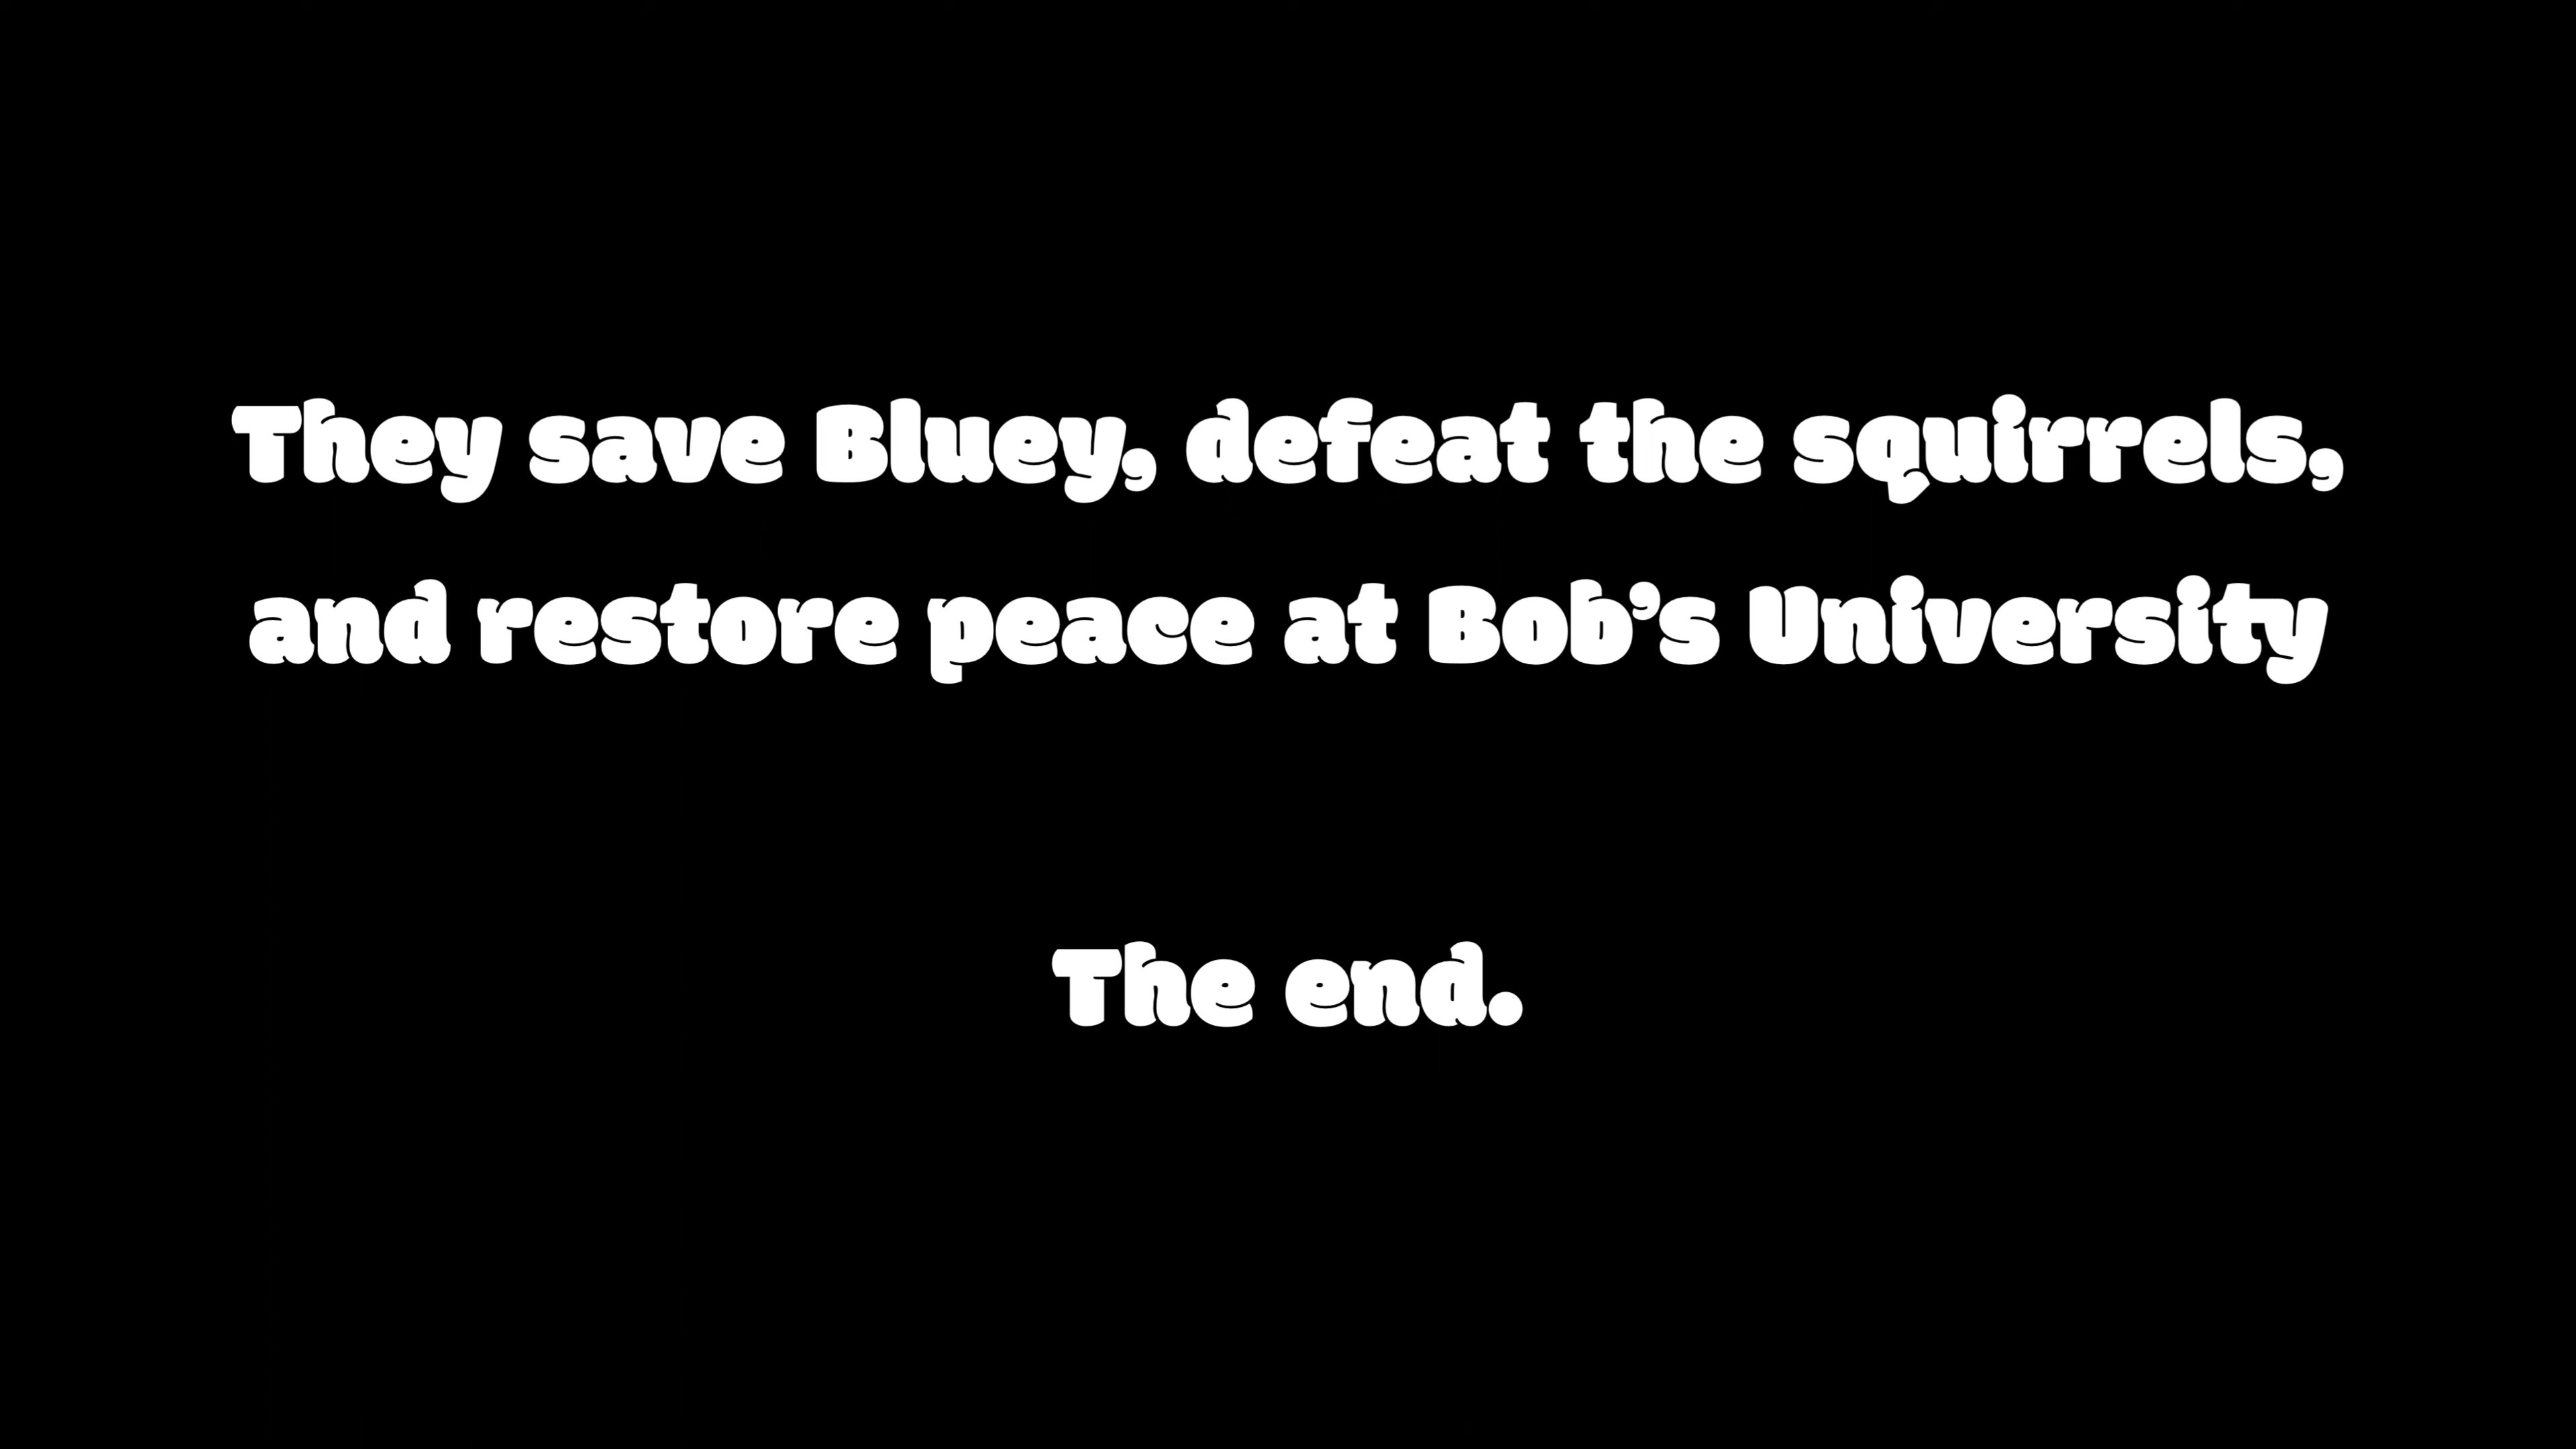 They save Bluey, defeat the squirrels,
and restore peace at Bob’s University
The end.